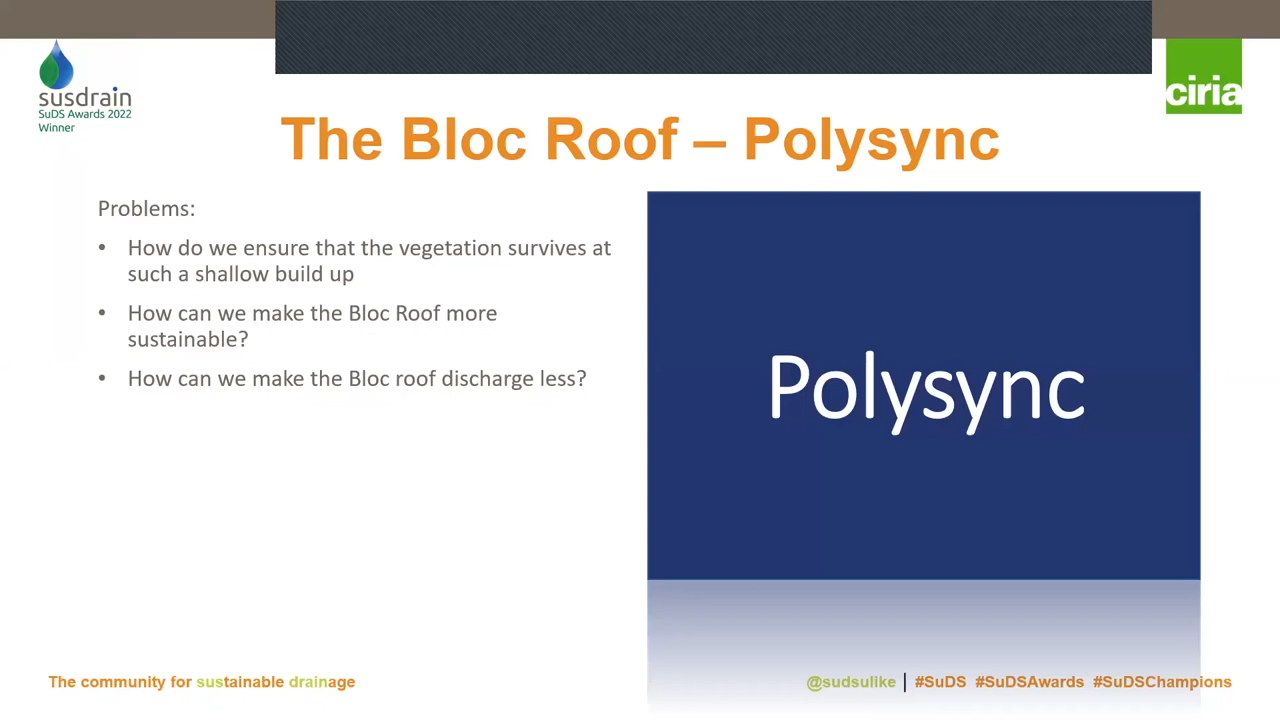 susdrain
SuDS Awards 2022
Winner
ciria
The Bloc Roof – Polysync
Problems:
• How do we ensure that the vegetation survives at
such a shallow build up
• How can we make the Bloc Roof more
sustainable?
• How can we make the Bloc roof discharge less?
Polysync
The community for sustainable drainage
@sudsulike | #SuDS #SuDSAwards #SuDSChampions